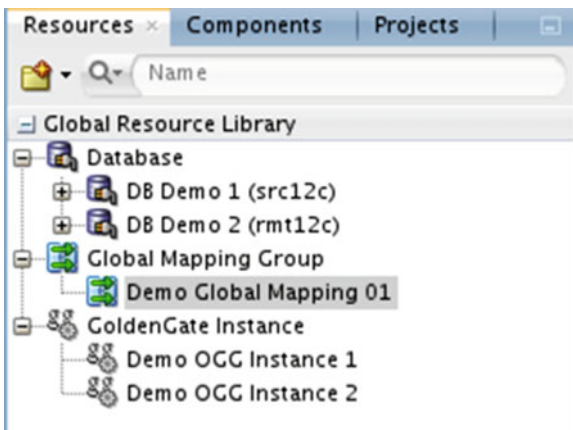 Resources Components Projects
Name
Global Resource Library
Database
DB Demo 1 (src12c)
DB Demo 2 (rmt12c)
Global Mapping Group
Demo Global Mapping 01
GoldenGate Instance
Demo OGG Instance 1
Demo OGG Instance 2